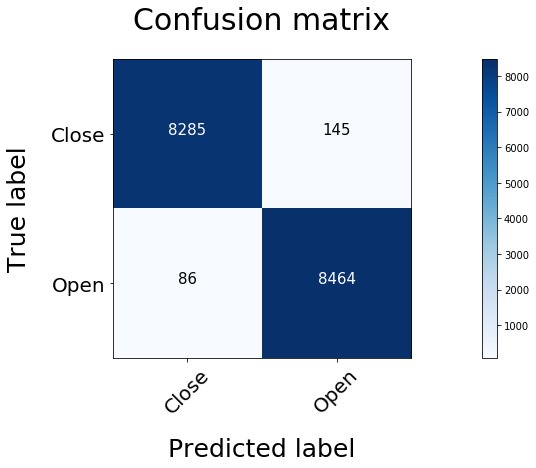 Confusion matrix
True label
Close
8285
145
Open
86
8464
Close
Open
Predicted label
8000
7000
6000
5000
4000
3000
2000
1000